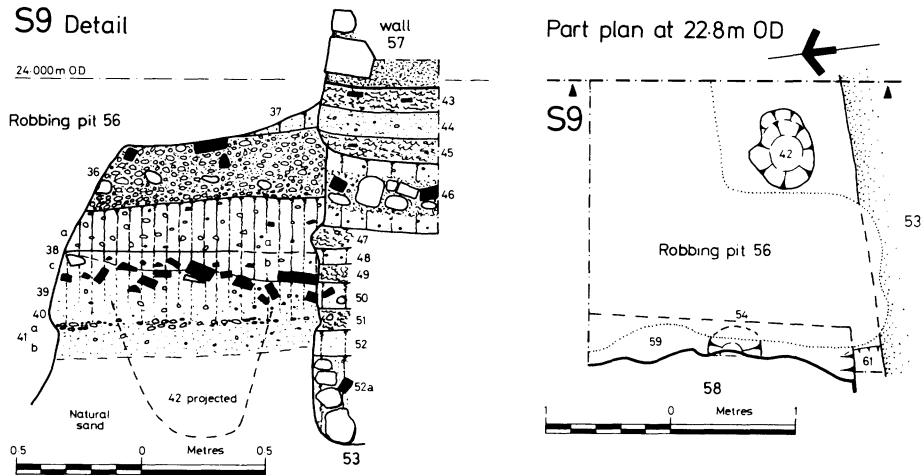 S9 Detail
wall
57
24·000m OD
Robbing pit 56
37
43
44
45
36
46
a
a
47
38
b
48
c
49
39
50
40
51
a
41
b
52
52a
42 projected
Natural
sand
0·5 0 Metres 0·5
53
Part plan at 22·8m OD
S9
42
53
Robbing pit 56
54
59
61
58
1 0 Metres 1